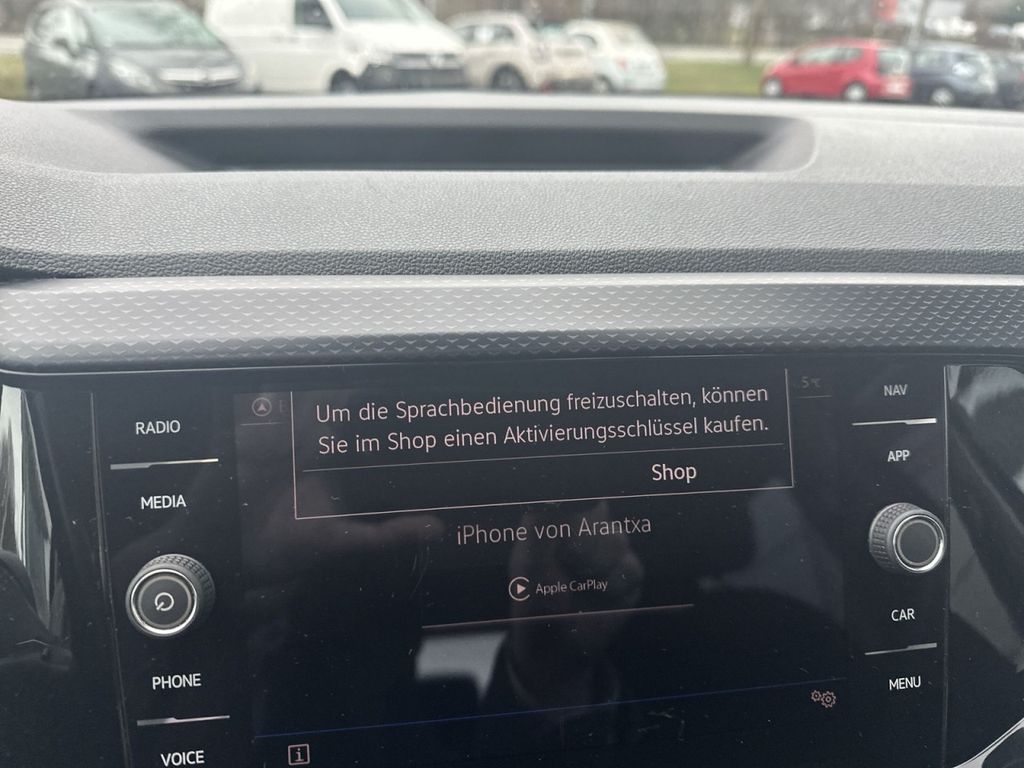 Um die Sprachbedienung freizuschalten, können
Sie im Shop einen Aktivierungsschlüssel kaufen.
Shop
iPhone von Arantxa
Apple CarPlay
RADIO
MEDIA
PHONE
VOICE
NAV
APP
CAR
MENU